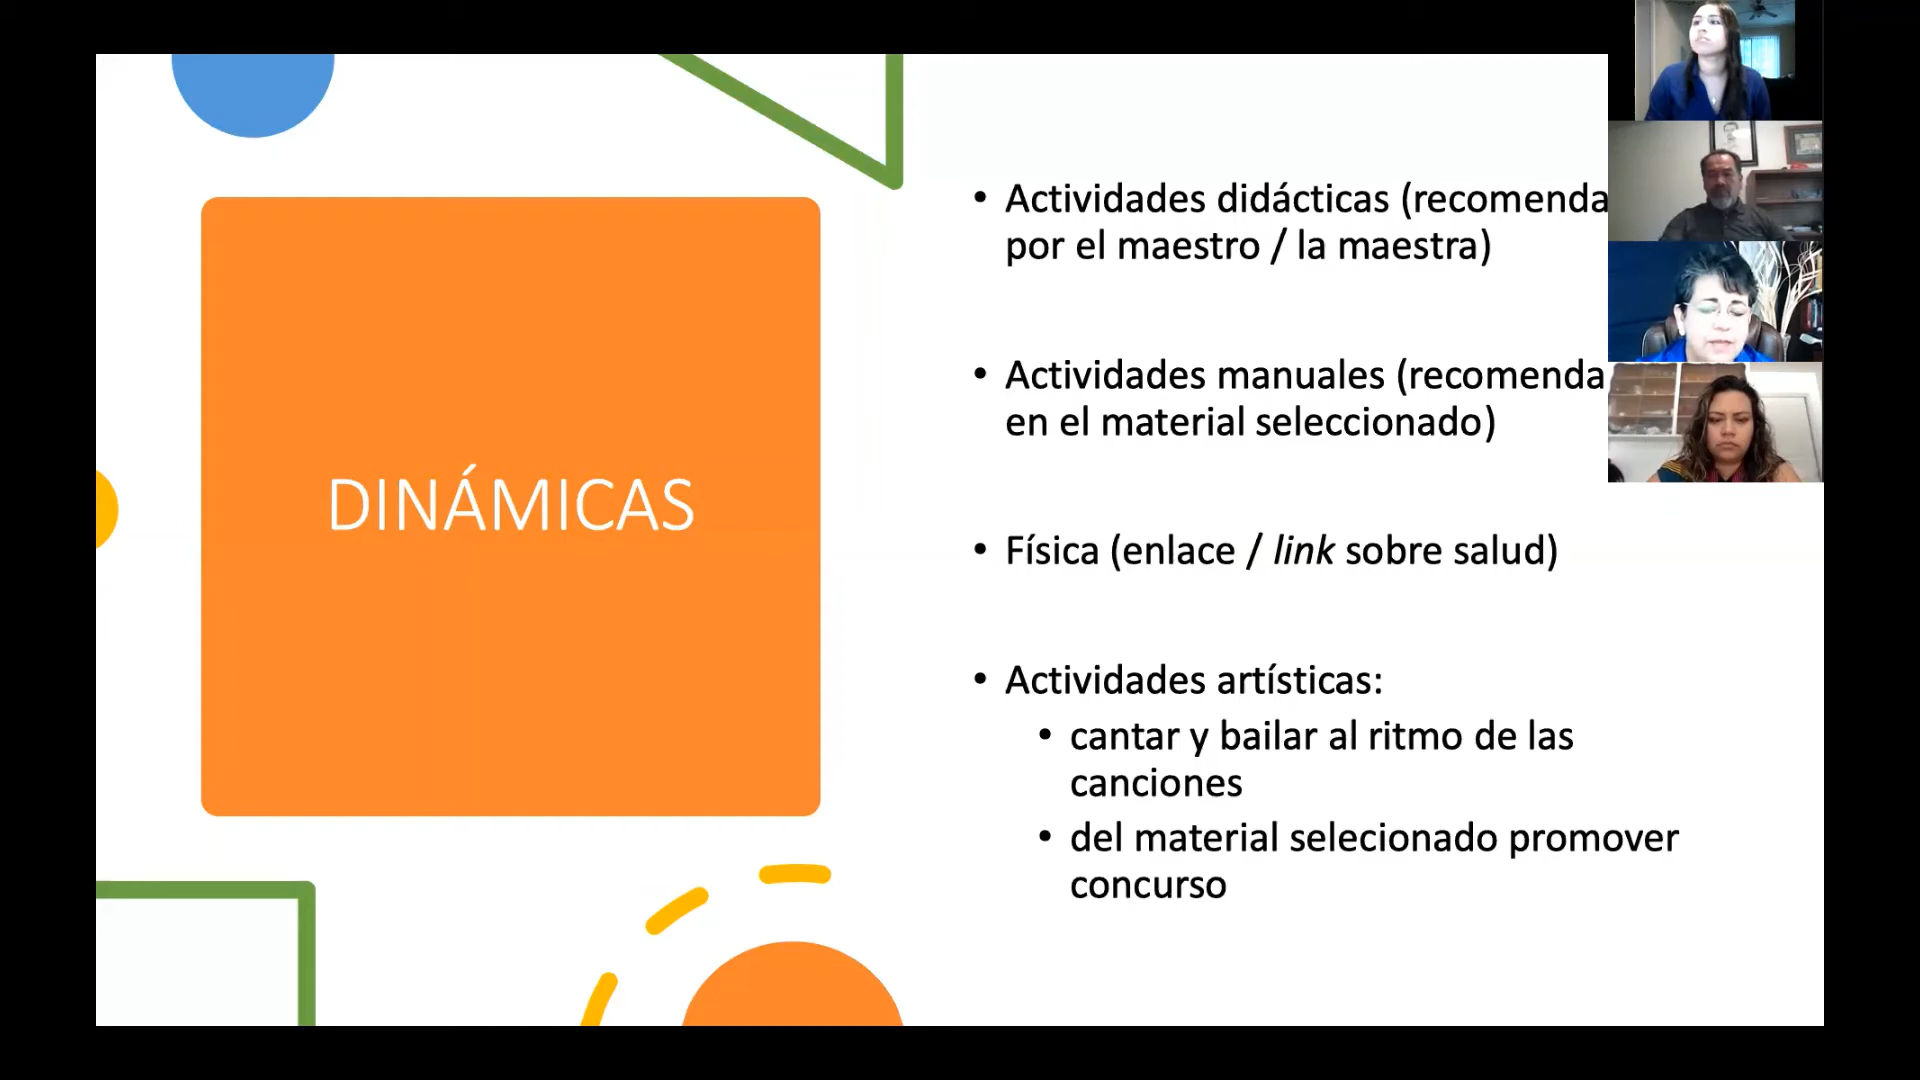 DINÁMICAS
• Actividades didácticas (recomenda
por el maestro / la maestra)
• Actividades manuales (recomenda
en el material seleccionado)
• Física (enlace / link sobre salud)
• Actividades artísticas:
• cantar y bailar al ritmo de las
canciones
• del material selecionado promover
concurso